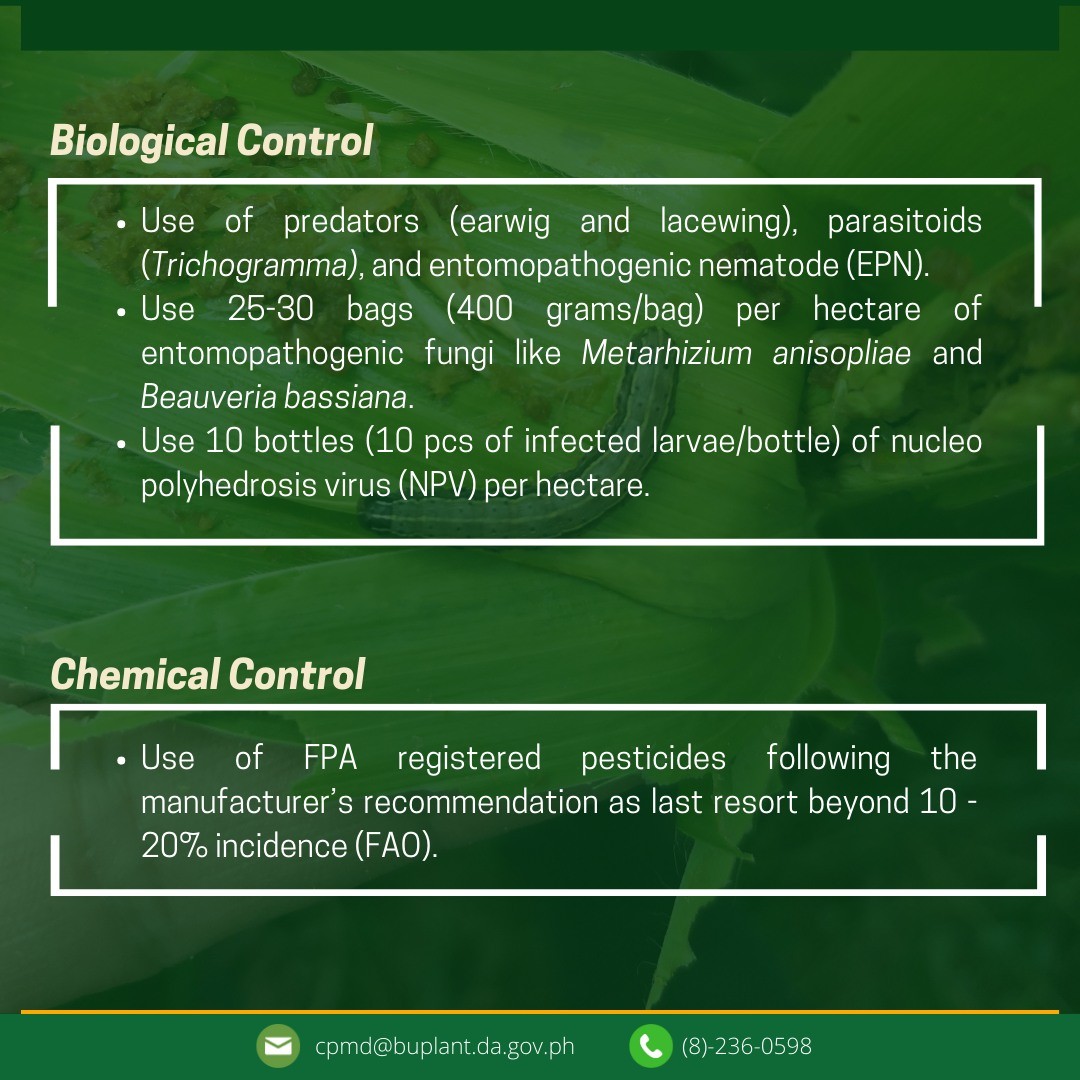 Biological Control
• Use of predators (earwig and lacewing), parasitoids
(Trichogramma), and entomopathogenic nematode (EPN).
• Use 25-30 bags (400 grams/bag) per hectare of
entomopathogenic fungi like Metarhizium anisopliae and
Beauveria bassiana.
• Use 10 bottles (10 pcs of infected larvae/bottle) of nucleo
polyhedrosis virus (NPV) per hectare.
Chemical Control
• Use of FPA registered pesticides following the
manufacturer’s recommendation as last resort beyond 10 -
20% incidence (FAO).
cpmd@buplant.da.gov.ph (8)-236-0598